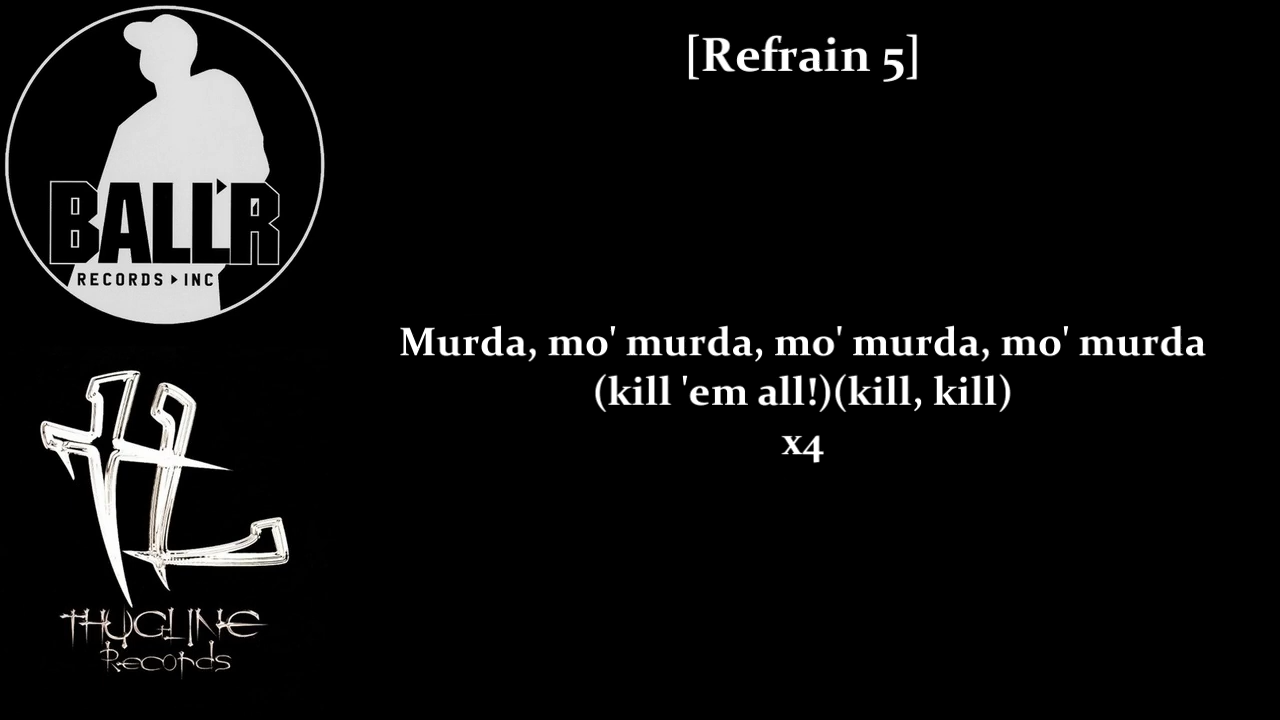 [Refrain 5]
BALL'R
RECORDS INC
Murda, mo' murda, mo' murda, mo' murda
(kill 'em all!)(kill, kill)
x4
TL
THUGLINE
Records